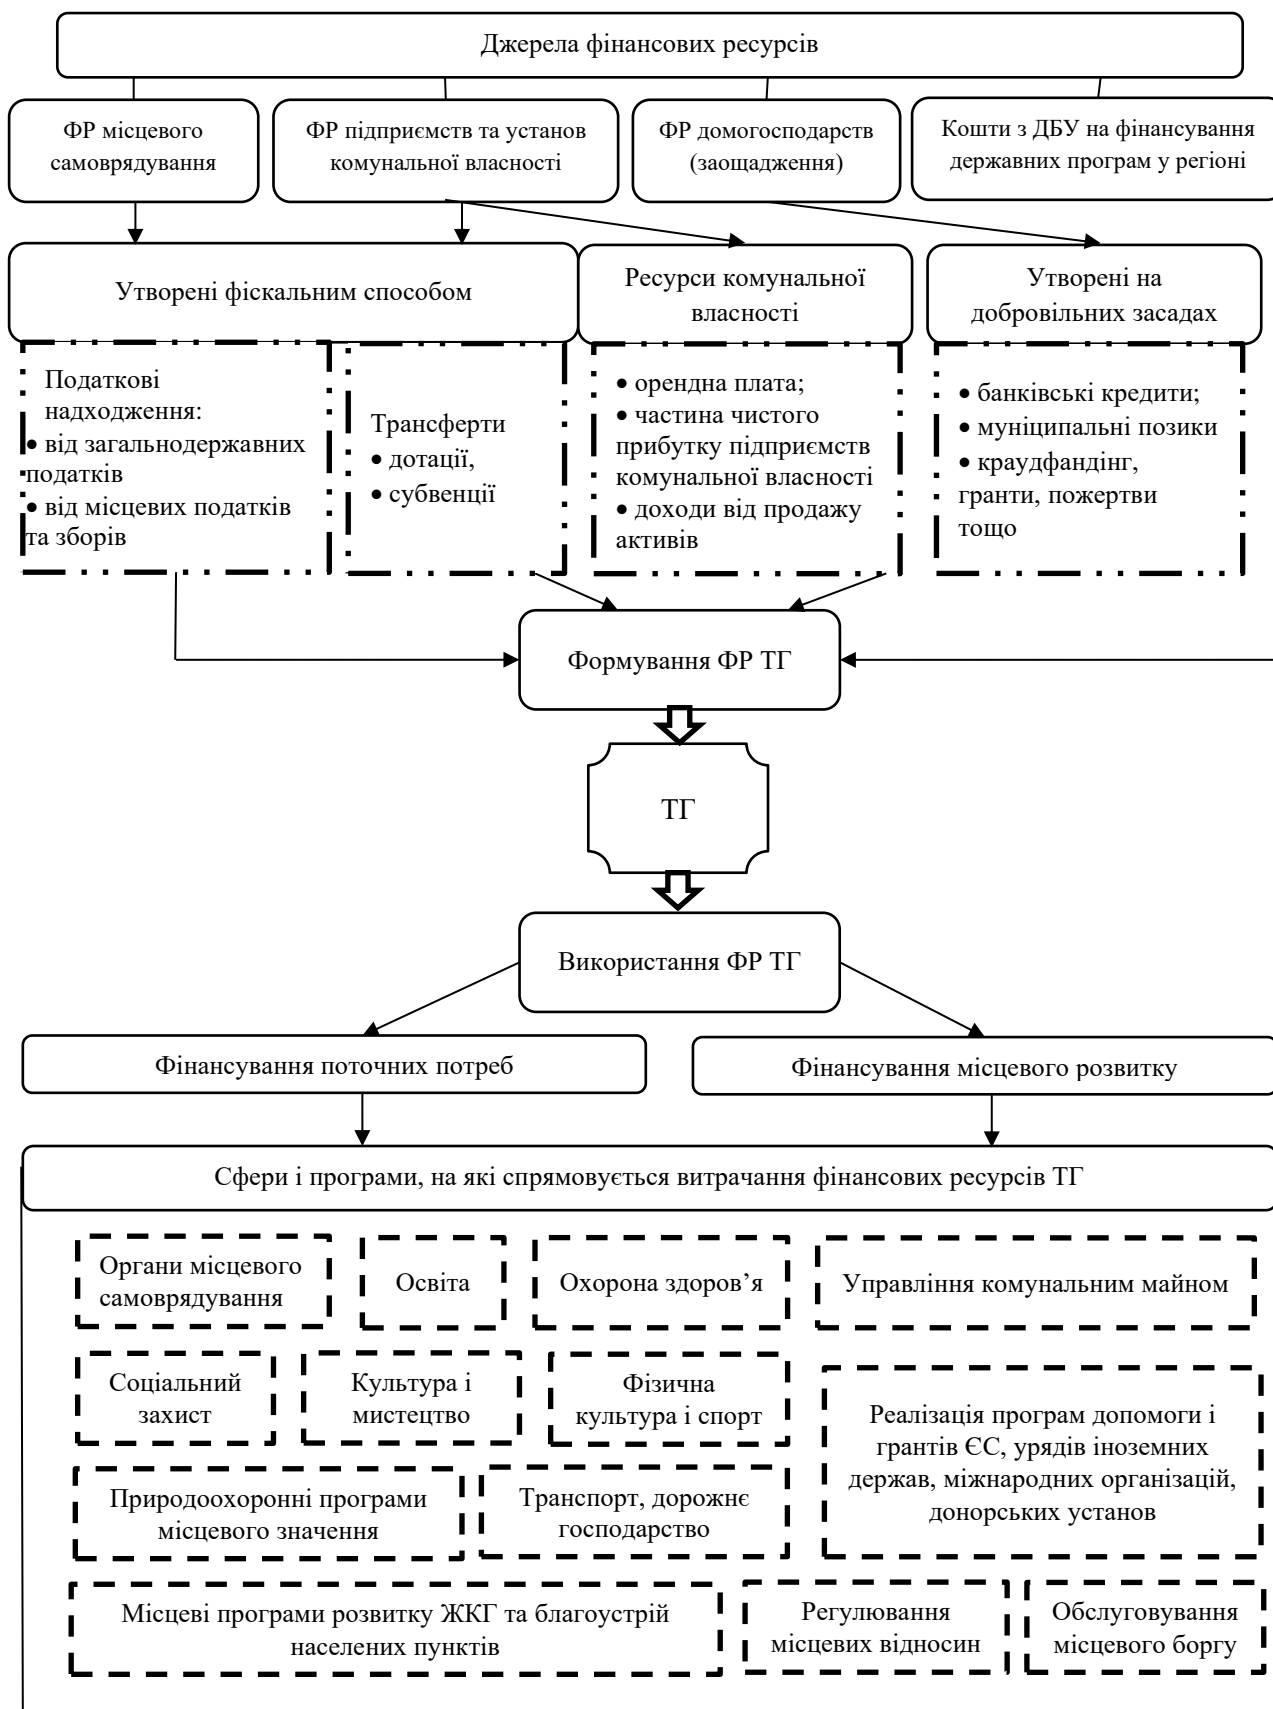 Джерела фінансових ресурсів
ФР місцевого
самоврядування
ФР підприємств та установ
комунальної власності
ФР домогосподарств
(заощадження)
Кошти з ДБУ на фінансування
державних програм у регіоні
Утворені фіскальним способом
Ресурси комунальної
власності
Утворені на
добровільних засадах
Податкові
надходження:
• від загальнодержавних
податків
• від місцевих податків
та зборів
Трансферти
• дотації,
• субвенції
• орендна плата;
• частина чистого
прибутку підприємств
комунальної власності
• доходи від продажу
активів
• банківські кредити;
• муніципальні позики
• краудфандінг,
гранти, пожертви
тощо
Формування ФР ТГ
ТГ
Використання ФР ТГ
Фінансування поточних потреб
Фінансування місцевого розвитку
Сфери і програми, на які спрямовується витрачання фінансових ресурсів ТГ
Органи місцевого
самоврядування
Освіта
Охорона здоров’я
Управління комунальним майном
Соціальний
захист
Культура і
мистецтво
Фізична
культура і спорт
Реалізація програм допомоги і
грантів ЄС, урядів іноземних
держав, міжнародних організацій,
донорських установ
Природоохоронні програми
місцевого значення
Транспорт, дорожнє
господарство
Місцеві програми розвитку ЖКГ та благоустрій
населених пунктів
Регулювання
місцевих відносин
Обслуговування
місцевого боргу